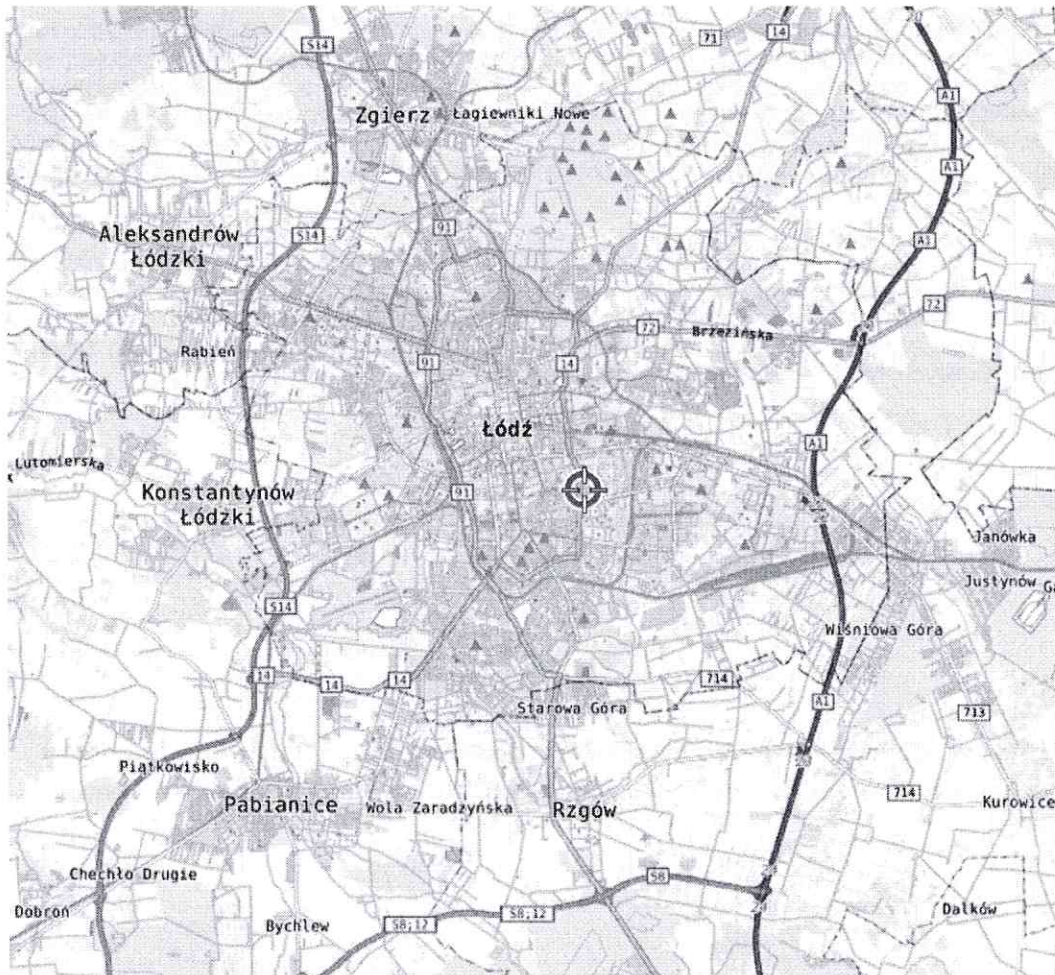 S14
71
14
A1
Zgierz
Łagiewniki Nowe
A1
91
S14
A1
Aleksandrów
Łódzki
72
72
Brzezińska
Rąbień
91
14
Łódź
A1
Lutomierska
91
Konstantynów
Łódzki
Janówka
Justynów
S14
Wiśniowa Góra
14
14
14
714
A1
Starowa Góra
713
Piątkowisko
714
Pabianice
Wola Zaradzyńska
Rzgów
Kurowice
Chechło Drugie
S8
Dobroń
S8;12
S8;12
Bychlew
Dalków